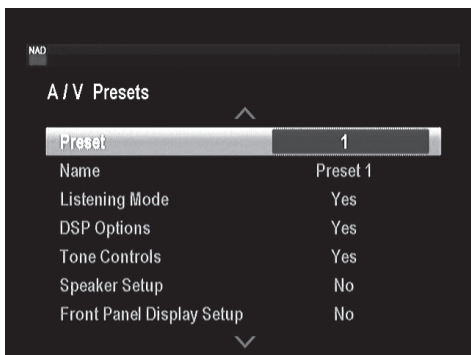 NAD
A / V Presets
Preset 1
Name Preset 1
Listening Mode Yes
DSP Options Yes
Tone Controls Yes
Speaker Setup No
Front Panel Display Setup No